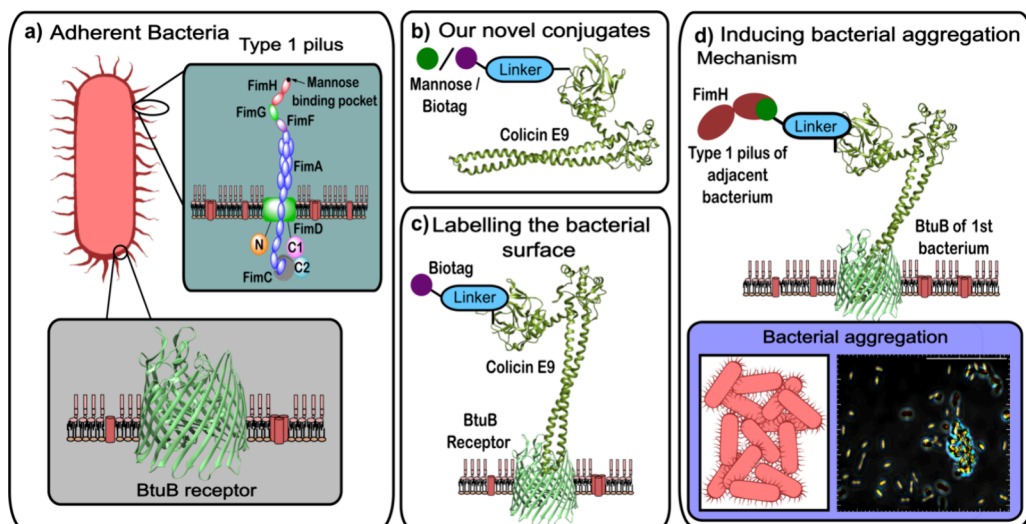 a) Adherent Bacteria
Type 1 pilus
FimH
Mannose
binding pocket
FimG
FimF
FimA
FimD
N
C1
C2
FimC
BtuB receptor
b) Our novel conjugates
Linker
Mannose /
Biotag
Colicin E9
c) Labelling the bacterial
surface
Biotag
Linker
Colicin E9
BtuB
Receptor
d) Inducing bacterial aggregation
Mechanism
FimH
Linker
Type 1 pilus of
adjacent
bacterium
BtuB of 1st
bacterium
Bacterial aggregation